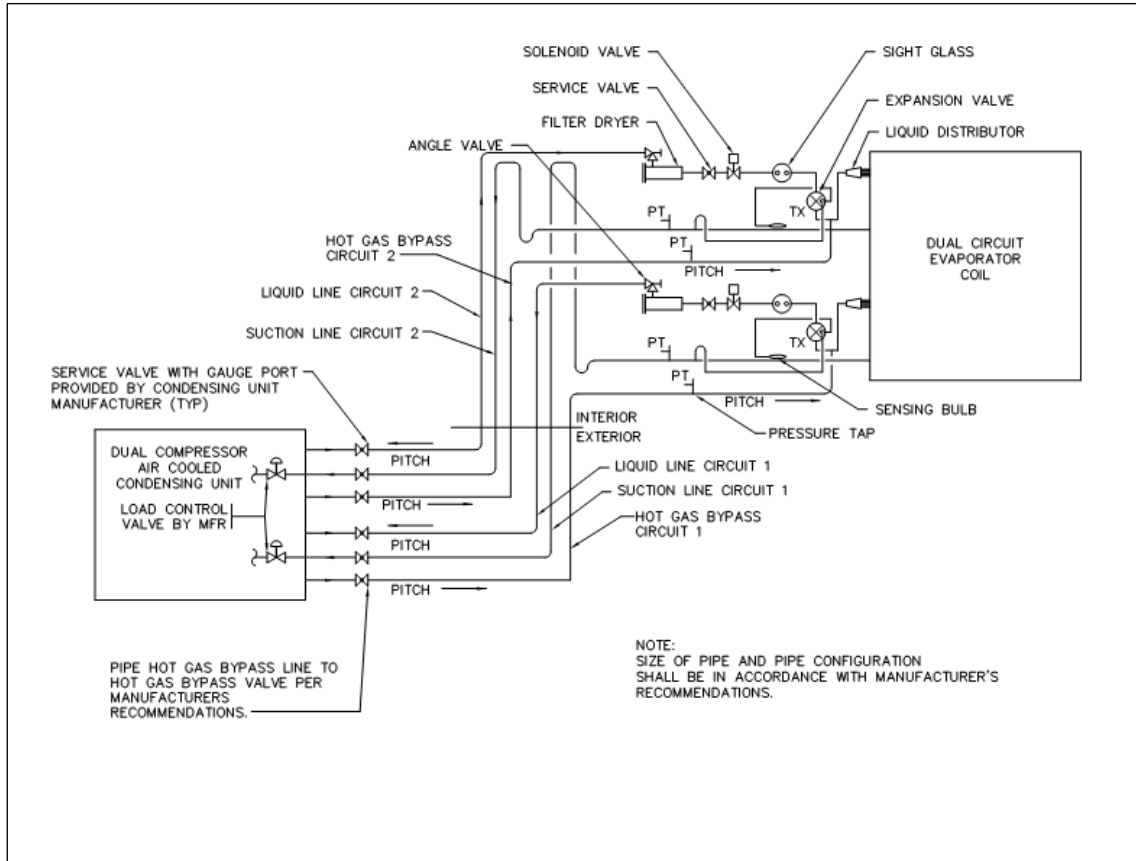 SOLENOID VALVE
SIGHT GLASS
SERVICE VALVE
EXPANSION VALVE
FILTER DRYER
LIQUID DISTRIBUTOR
ANGLE VALVE
TX
PT
HOT GAS BYPASS
CIRCUIT 2
PT
PITCH
DUAL CIRCUIT
EVAPORATOR
COIL
LIQUID LINE CIRCUIT 2
SUCTION LINE CIRCUIT 2
TX
PT
SERVICE VALVE WITH GAUGE PORT
PROVIDED BY CONDENSING UNIT
MANUFACTURER (TYP)
PT
PITCH
SENSING BULB
INTERIOR
EXTERIOR
PRESSURE TAP
DUAL COMPRESSOR
AIR COOLED
CONDENSING UNIT
LOAD CONTROL
VALVE BY MFR
PITCH
PITCH
PITCH
PITCH
LIQUID LINE CIRCUIT 1
SUCTION LINE CIRCUIT 1
HOT GAS BYPASS
CIRCUIT 1
PIPE HOT GAS BYPASS LINE TO
HOT GAS BYPASS VALVE PER
MANUFACTURERS
RECOMMENDATIONS.
NOTE:
SIZE OF PIPE AND PIPE CONFIGURATION
SHALL BE IN ACCORDANCE WITH MANUFACTURER'S
RECOMMENDATIONS.